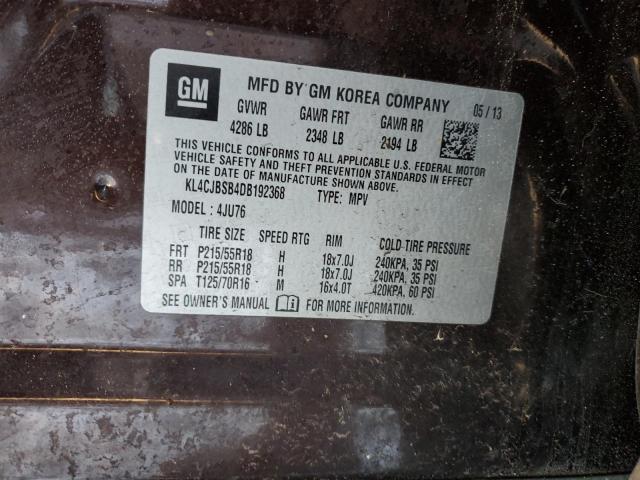 GM
MFD BY GM KOREA COMPANY 05/13
GVWR GAWR FRT GAWR RR
4286 LB 2348 LB 2194 LB
THIS VEHICLE CONFORMS TO ALL APPLICABLE U.S. FEDERAL MOTOR
VEHICLE SAFETY AND THEFT PREVENTION STANDARDS IN
EFFECT ON THE DATE OF MANUFACTURE SHOWN ABOVE.
KL4CJBSB4DB192368 TYPE: MPV
MODEL: 4JU76
TIRE SIZE SPEED RTG RIM COLD TIRE PRESSURE
FRT P215/55R18 H 18x7.0J 240KPA, 35 PSI
RR P215/55R18 H 18x7.0J 240KPA, 35 PSI
SPA T125/70R16 M 16x4.0T 420KPA, 60 PSI
SEE OWNER'S MANUAL FOR MORE INFORMATION.